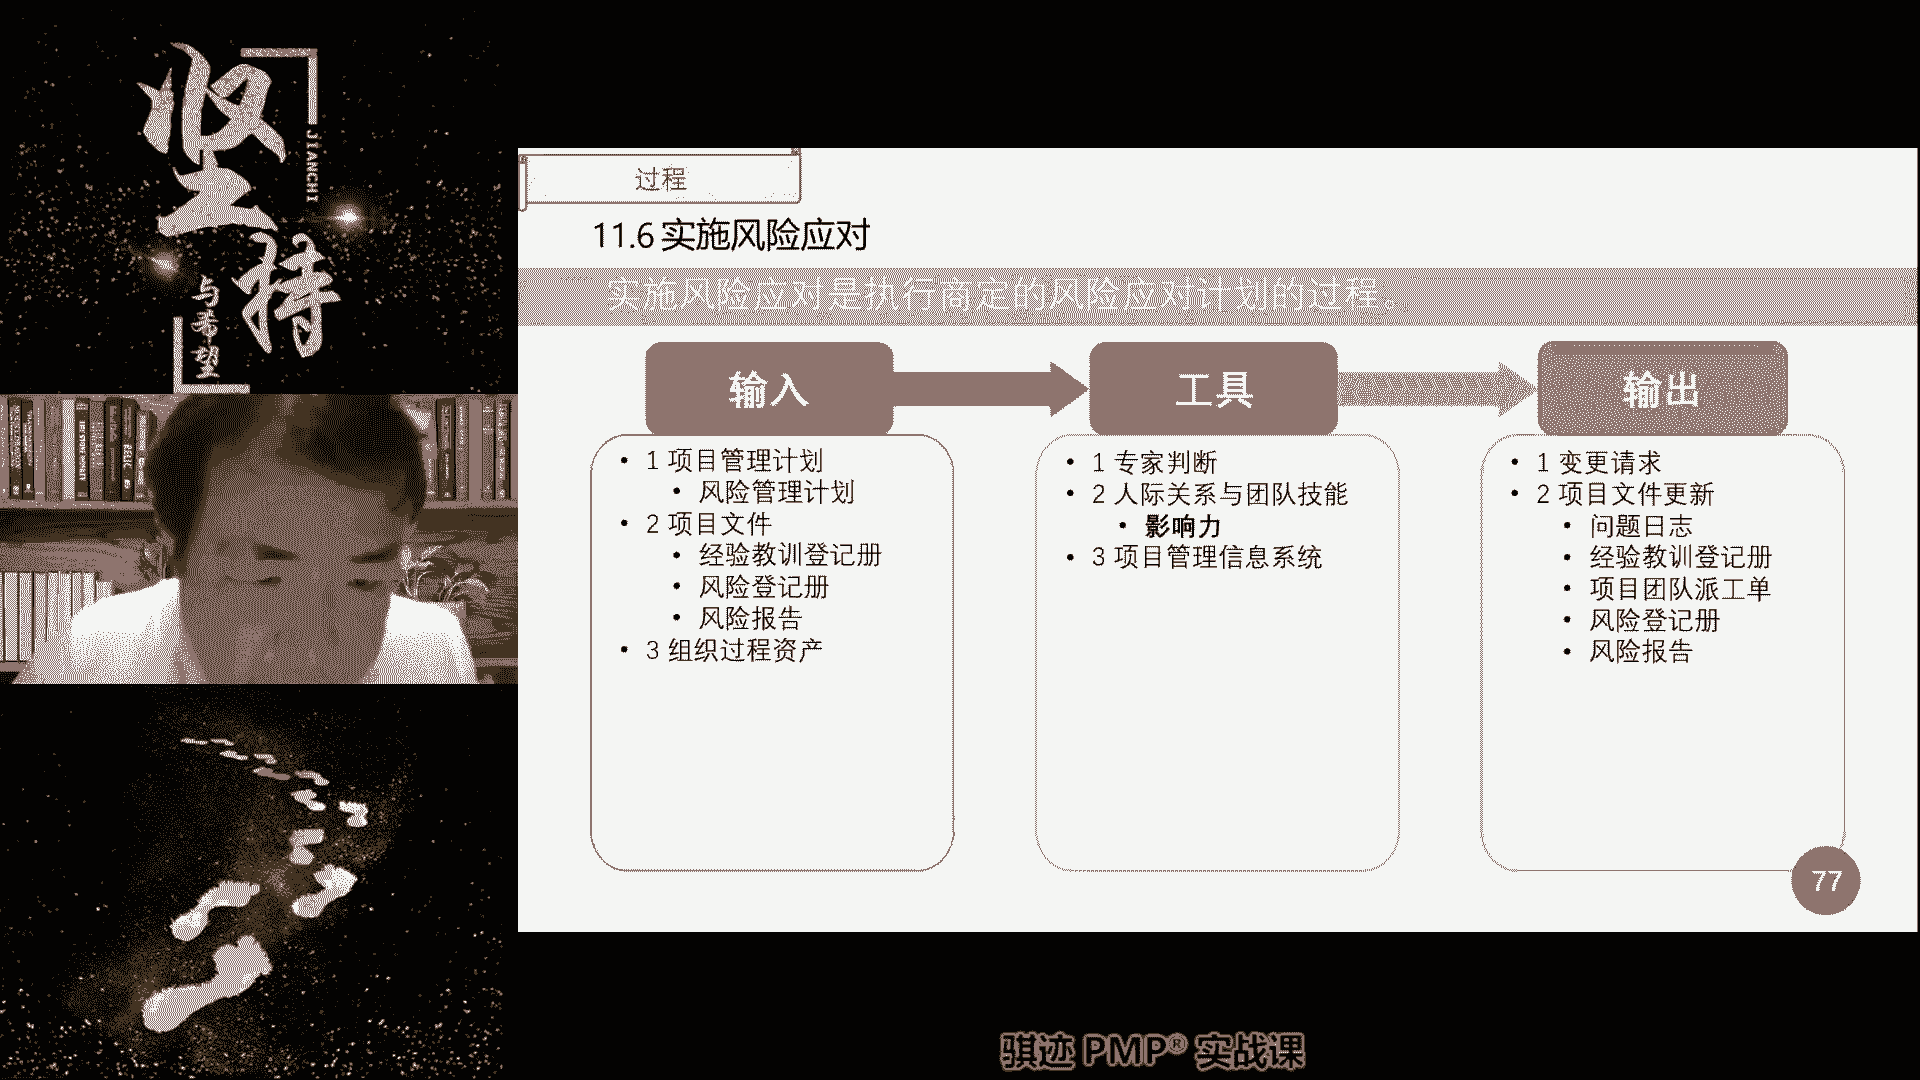 坚持
JIANCHI
与希望
过程
11.6 实施风险应对
实施风险应对是执行商定的风险应对计划的过程。
输入
• 1 项目管理计划
• 风险管理计划
• 2 项目文件
• 经验教训登记册
• 风险登记册
• 风险报告
• 3 组织过程资产
工具
• 1 专家判断
• 2 人际关系与团队技能
• 影响力
• 3 项目管理信息系统
输出
• 1 变更请求
• 2 项目文件更新
• 问题日志
• 经验教训登记册
• 项目团队派工单
• 风险登记册
• 风险报告
77
骐迹 PMP® 实战课